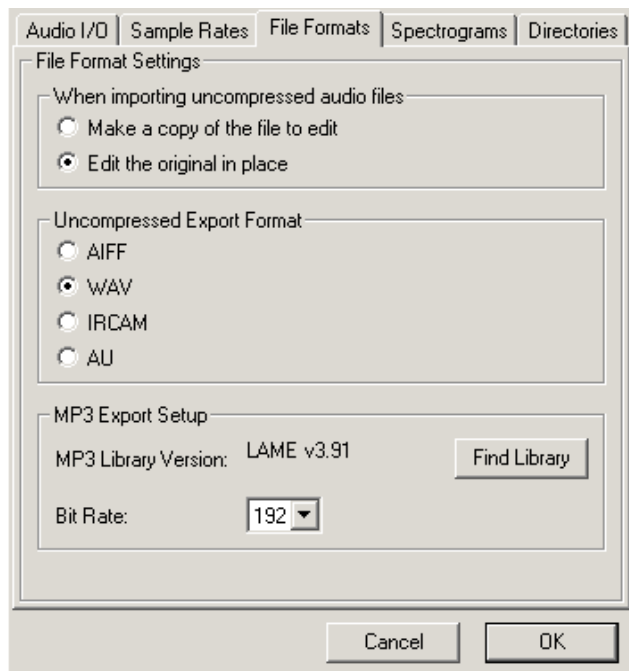 Audio I/O Sample Rates File Formats Spectrograms Directories
File Format Settings
When importing uncompressed audio files
Make a copy of the file to edit
Edit the original in place
Uncompressed Export Format
AIFF
WAV
IRCAM
AU
MP3 Export Setup
MP3 Library Version: LAME v3.91 Find Library
Bit Rate: 192
Cancel OK